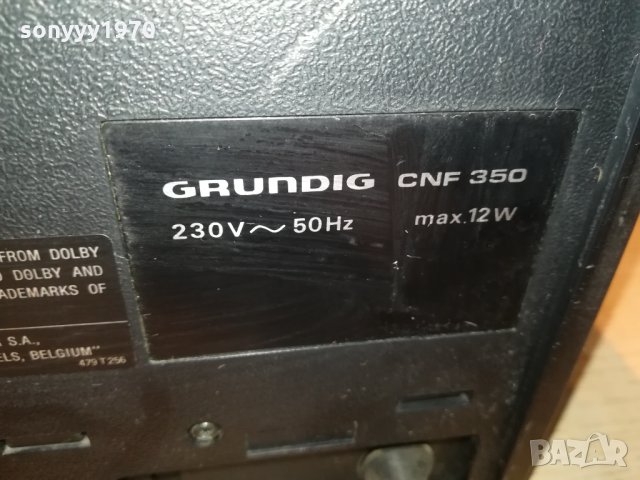 sonyyy1970
GRUNDIG CNF 350
230V~50Hz max.12W
FROM DOLBY
DOLBY AND
ADEMARKS OF
S.A.,
ELS, BELGIUM"
479 T 256
BAZAR